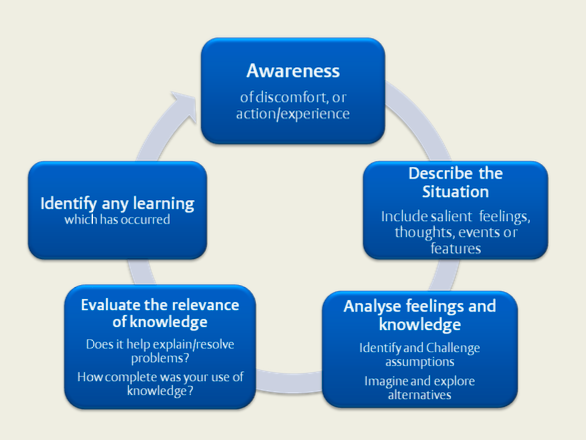 Awareness
of discomfort, or
action/experience
Describe the
Situation
Include salient feelings,
thoughts, events or
features
Analyse feelings and
knowledge
Identify and Challenge
assumptions
Imagine and explore
alternatives
Evaluate the relevance
of knowledge
Does it help explain/resolve
problems?
How complete was your use of
knowledge?
Identify any learning
which has occurred